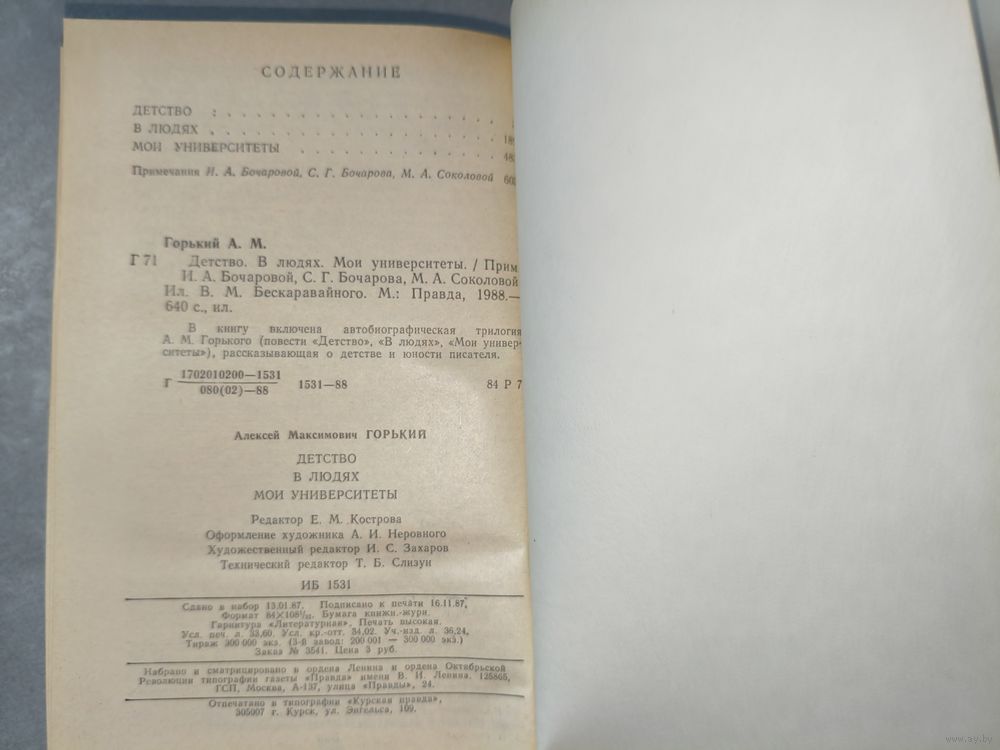 СОДЕРЖАНИЕ
ДЕТСТВО : . . . . . . . . . . . . . . .
В ЛЮДЯХ . . . . . . . . . . . . . . . .
МОИ УНИВЕРСИТЕТЫ . . . . . . . . . .
Примечания И. А. Бочаровой, С. Г. Бочарова, М. А. Соколовой
Горький А. М.
Г 71 Детство. В людях. Мои университеты. / Прим.
И. А. Бочаровой, С. Г. Бочарова, М. А. Соколовой
Ил. В. М. Бескаравайного. М.: Правда, 1988.—
640 с., ил.
В книгу включена автобиографическая трилогия
А. М. Горького (повести «Детство», «В людях», «Мои универ-
ситеты»), рассказывающая о детстве и юности писателя.
Г 1702010200—1531
080(02)—88 1531—88 84 Р 7
Алексей Максимович ГОРЬКИЙ
ДЕТСТВО
В ЛЮДЯХ
МОИ УНИВЕРСИТЕТЫ
Редактор Е. М. Кострова
Оформление художника А. И. Неровного
Художественный редактор И. С. Захаров
Технический редактор Т. Б. Слизун
ИБ 1531
Сдано в набор 13.01.87. Подписано к печати 16.11.87.
Формат 84×108¹/₃₂. Бумага книжн.-журн.
Гарнитура «Литературная». Печать высокая.
Усл. печ. л. 33,60. Усл. кр.-отт. 34,02. Уч.-изд. л. 36,24.
Тираж 300 000 экз. (3-й завод: 200 001 — 300 000 экз.)
Заказ № 3541. Цена 3 руб.
Набрано и сматрицировано в ордена Ленина и ордена Октябрьской
Революции типографии газеты «Правда» имени В. И. Ленина. 125865,
ГСП, Москва, А-137, улица «Правды», 24.
Отпечатано в типографии «Курская правда»,
305007 г. Курск, ул. Энгельса, 109.
www.ay.by